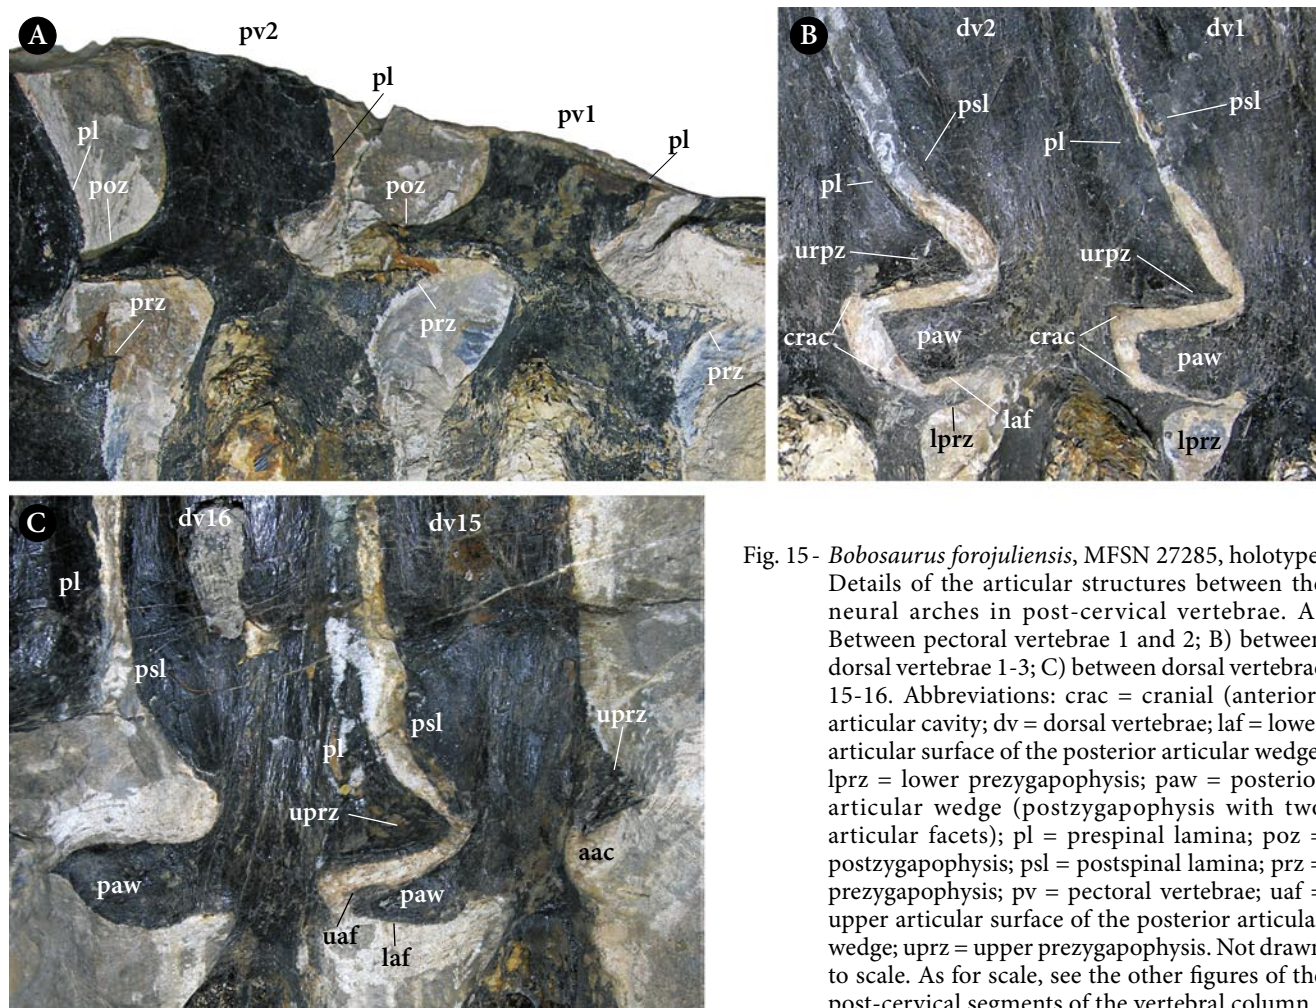 A
pv2
pl
pv1
pl
pl
poz
poz
prz
prz
prz
B
dv2
dv1
psl
psl
pl
pl
urpz
urpz
crac
paw
crac
paw
laf
lprz
lprz
C
dv16
dv15
pl
psl
psl
uprz
pl
uprz
aac
paw
paw
uaf
laf
Fig. 15 - Bobosaurus forojuliensis, MFSN 27285, holotype
Details of the articular structures between the
neural arches in post-cervical vertebrae. A
Between pectoral vertebrae 1 and 2; B) between
dorsal vertebrae 1-3; C) between dorsal vertebrae
15-16. Abbreviations: crac = cranial (anterior
articular cavity; dv = dorsal vertebrae; laf = lower
articular surface of the posterior articular wedge
lprz = lower prezygapophysis; paw = posterior
articular wedge (postzygapophysis with two
articular facets); pl = prespinal lamina; poz =
postzygapophysis; psl = postspinal lamina; prz =
prezygapophysis; pv = pectoral vertebrae; uaf =
upper articular surface of the posterior articular
wedge; uprz = upper prezygapophysis. Not drawn
to scale. As for scale, see the other figures of the
post-cervical segments of the vertebral column